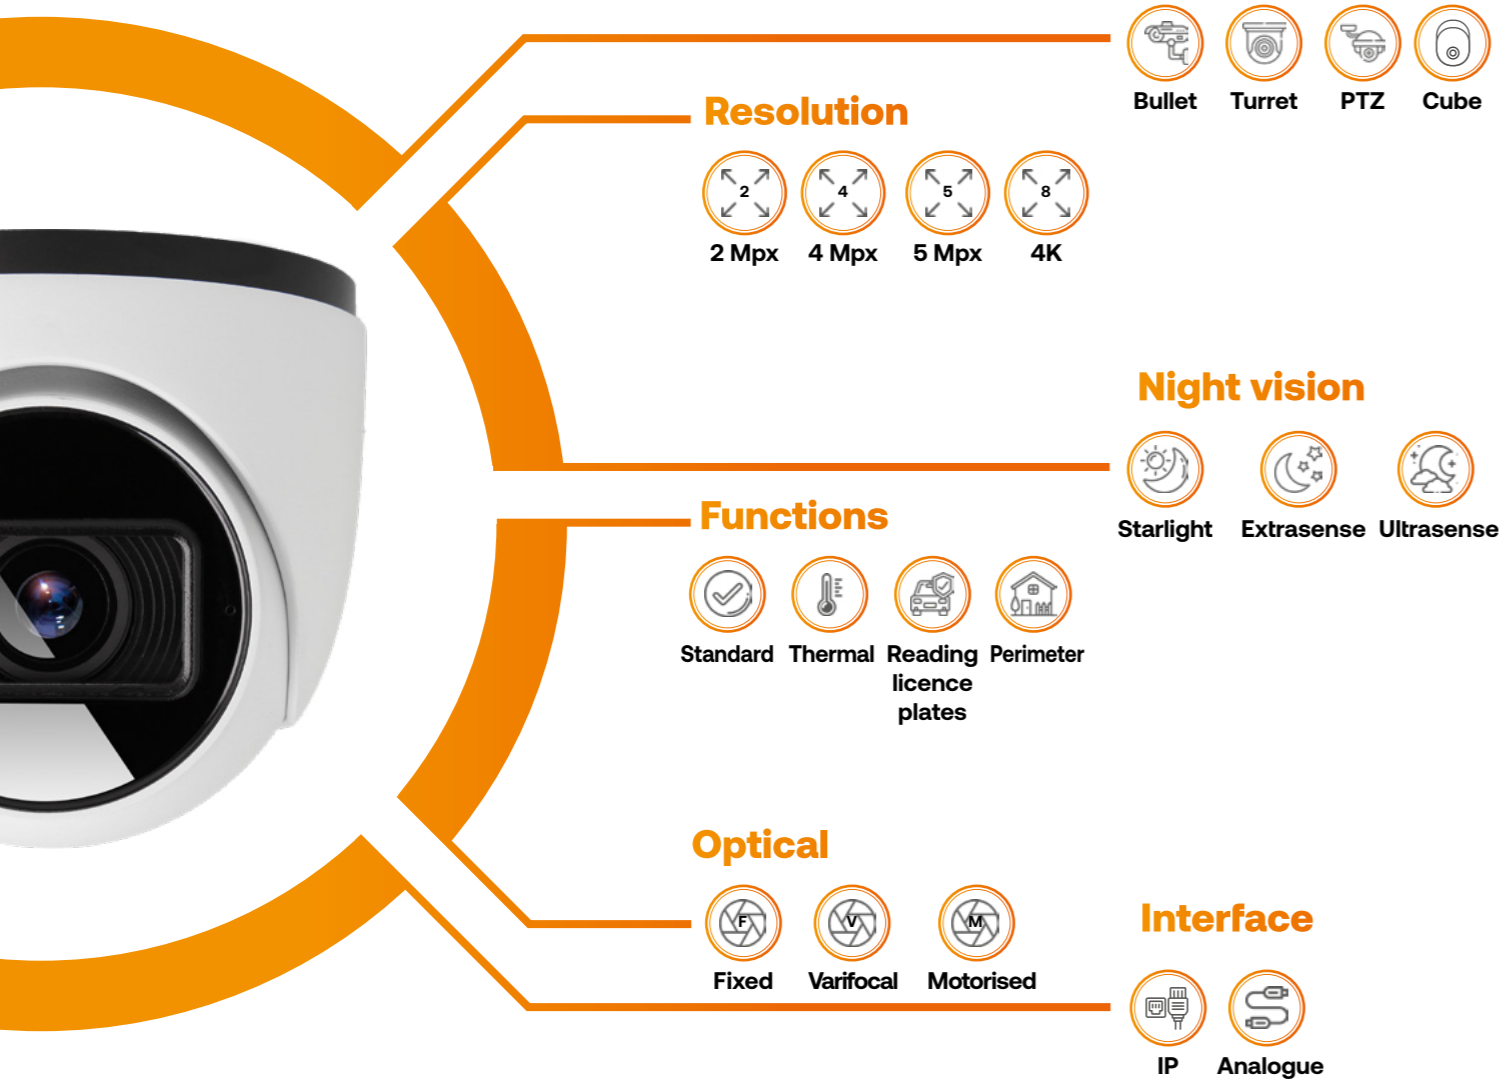 Bullet Turret PTZ Cube
Resolution
2 4 5 8
2 Mpx 4 Mpx 5 Mpx 4K
Night vision
Starlight Extrasense Ultrasense
Functions
Standard Thermal Reading Perimeter
licence
plates
Optical
F V M
Fixed Varifocal Motorised
Interface
IP Analogue